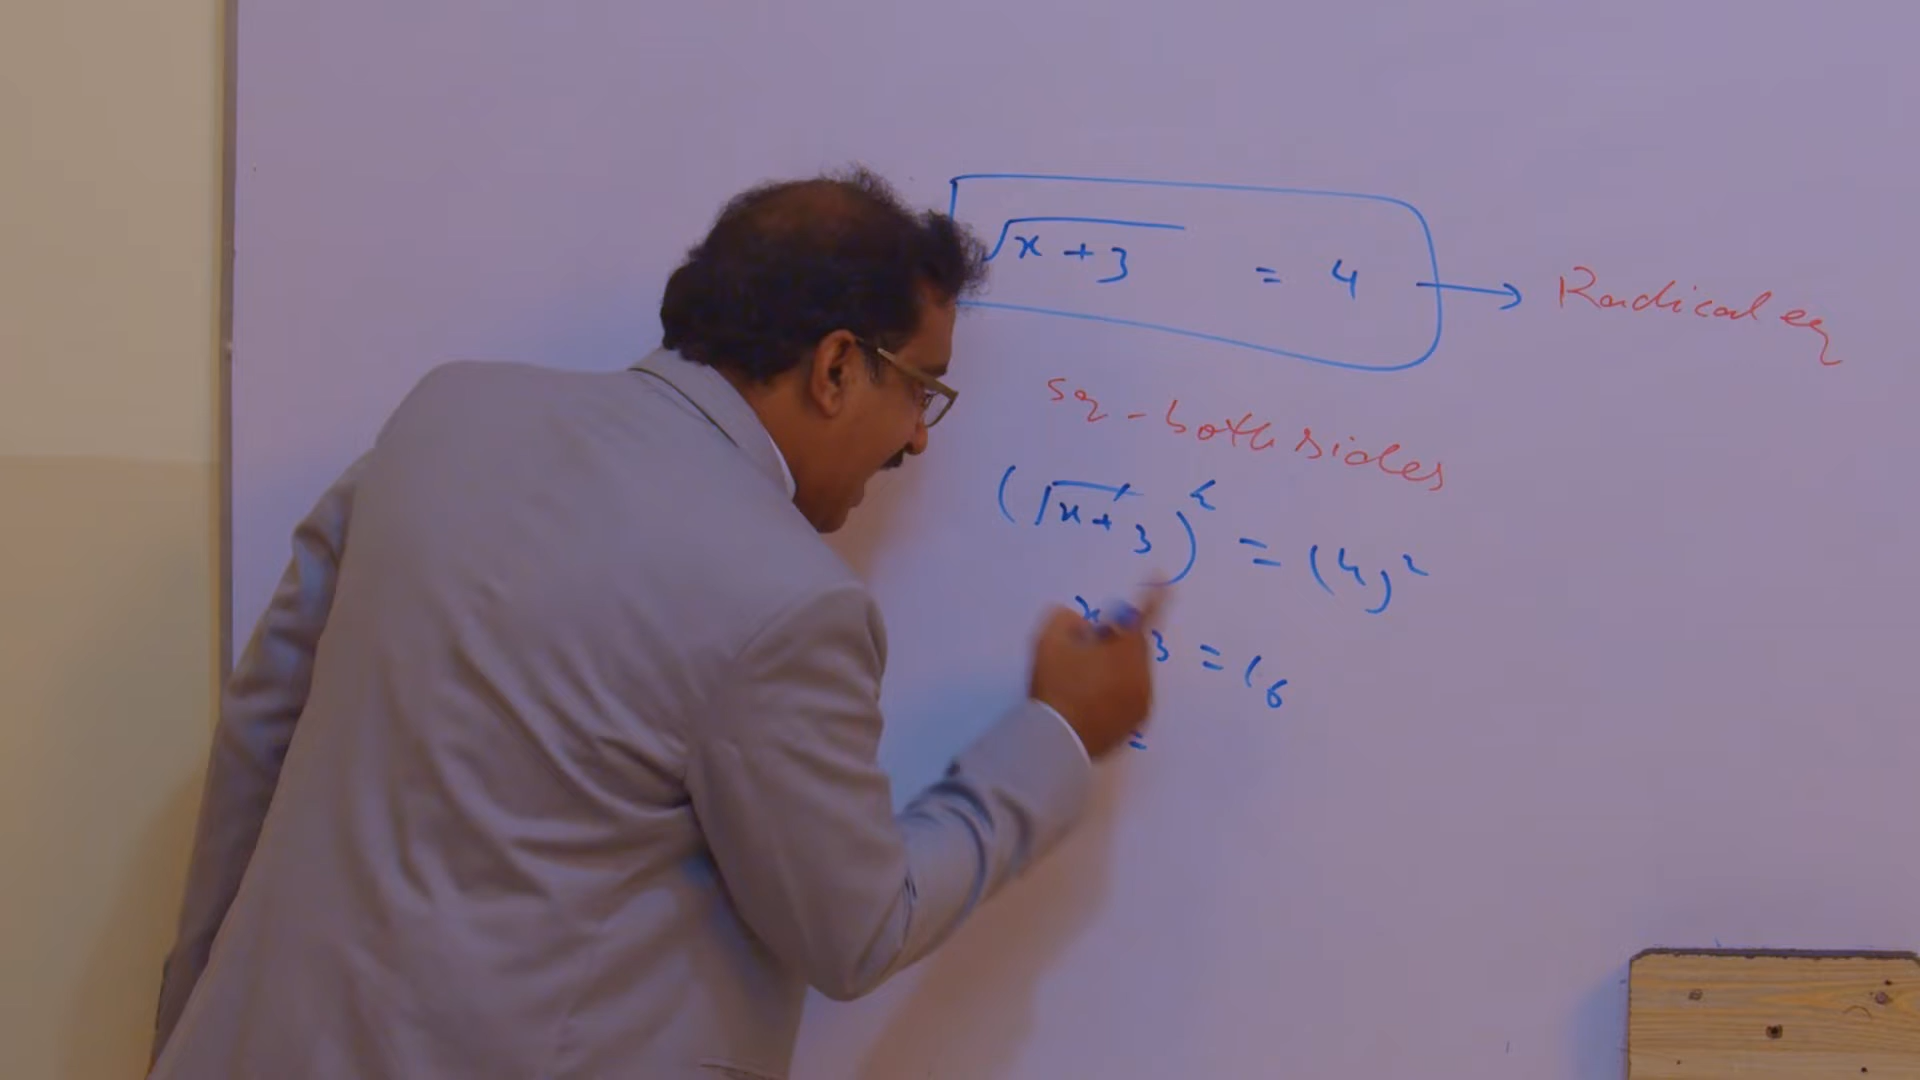 √x+3 = 4 → Radical eq
sq - both sides
(√x+3)² = (4)²
x 3 = 16
=